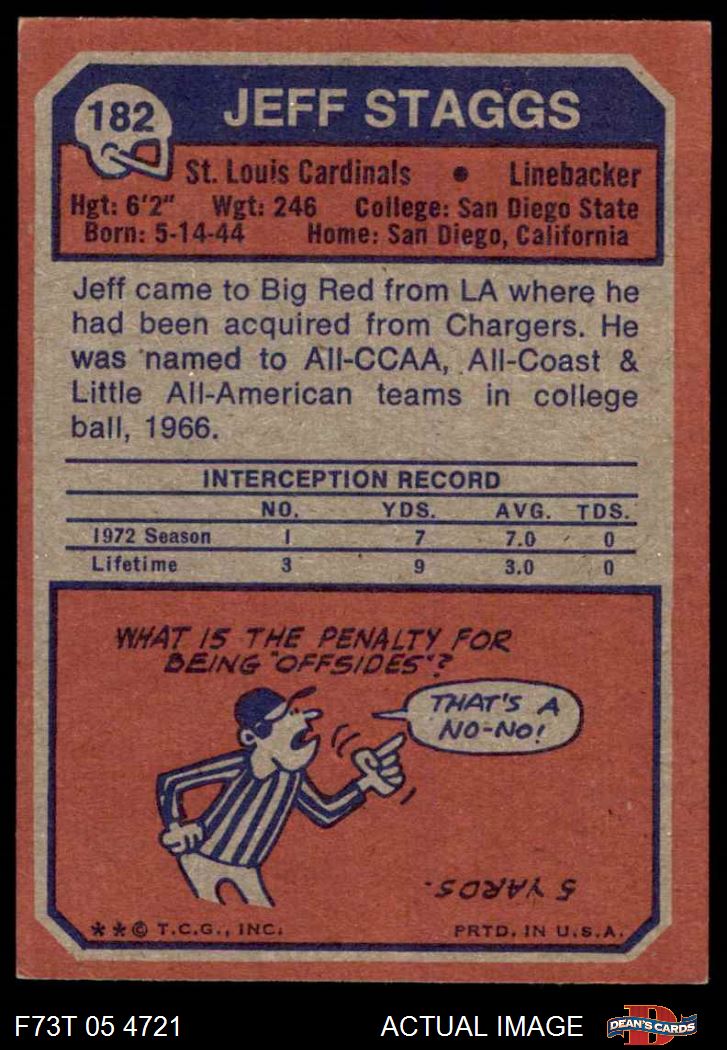 182
JEFF STAGGS
St. Louis Cardinals • Linebacker
Hgt: 6'2" Wgt: 246 College: San Diego State
Born: 5-14-44 Home: San Diego, California
Jeff came to Big Red from LA where he
had been acquired from Chargers. He
was named to All-CCAA, All-Coast &
Little All-American teams in college
ball, 1966.
INTERCEPTION RECORD
NO. YDS. AVG. TDS.
1972 Season 1 7 7.0 0
Lifetime 3 9 3.0 0
WHAT IS THE PENALTY FOR
BEING "OFFSIDES"?
THAT'S A
NO-NO!
5 YARDS.
**© T.C.G., INC. PRTD. IN U.S.A.
F73T 05 4721 ACTUAL IMAGE
D
DEAN'S CARDS